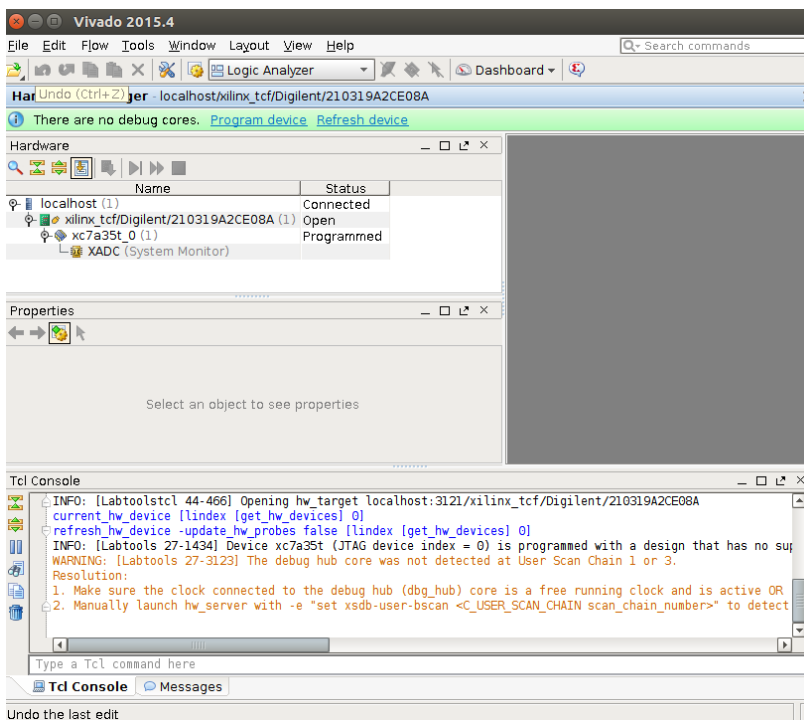 Vivado 2015.4
File Edit Flow Tools Window Layout View Help
Search commands
Logic Analyzer
Dashboard
Undo (Ctrl+Z)
Har ger - localhost/xilinx_tcf/Digilent/210319A2CE08A
There are no debug cores. Program device Refresh device
Hardware
Name Status
localhost (1) Connected
xilinx_tcf/Digilent/210319A2CE08A (1) Open
xc7a35t_0 (1) Programmed
XADC (System Monitor)
Properties
Select an object to see properties
Tcl Console
INFO: [Labtoolstcl 44-466] Opening hw_target localhost:3121/xilinx_tcf/Digilent/210319A2CE08A
current_hw_device [lindex [get_hw_devices] 0]
refresh_hw_device -update_hw_probes false [lindex [get_hw_devices] 0]
INFO: [Labtools 27-1434] Device xc7a35t (JTAG device index = 0) is programmed with a design that has no sup
WARNING: [Labtools 27-3123] The debug hub core was not detected at User Scan Chain 1 or 3.
Resolution:
1. Make sure the clock connected to the debug hub (dbg_hub) core is a free running clock and is active OR
2. Manually launch hw_server with -e "set xsdb-user-bscan <C_USER_SCAN_CHAIN scan_chain_number>" to detect
Type a Tcl command here
Tcl Console Messages
Undo the last edit